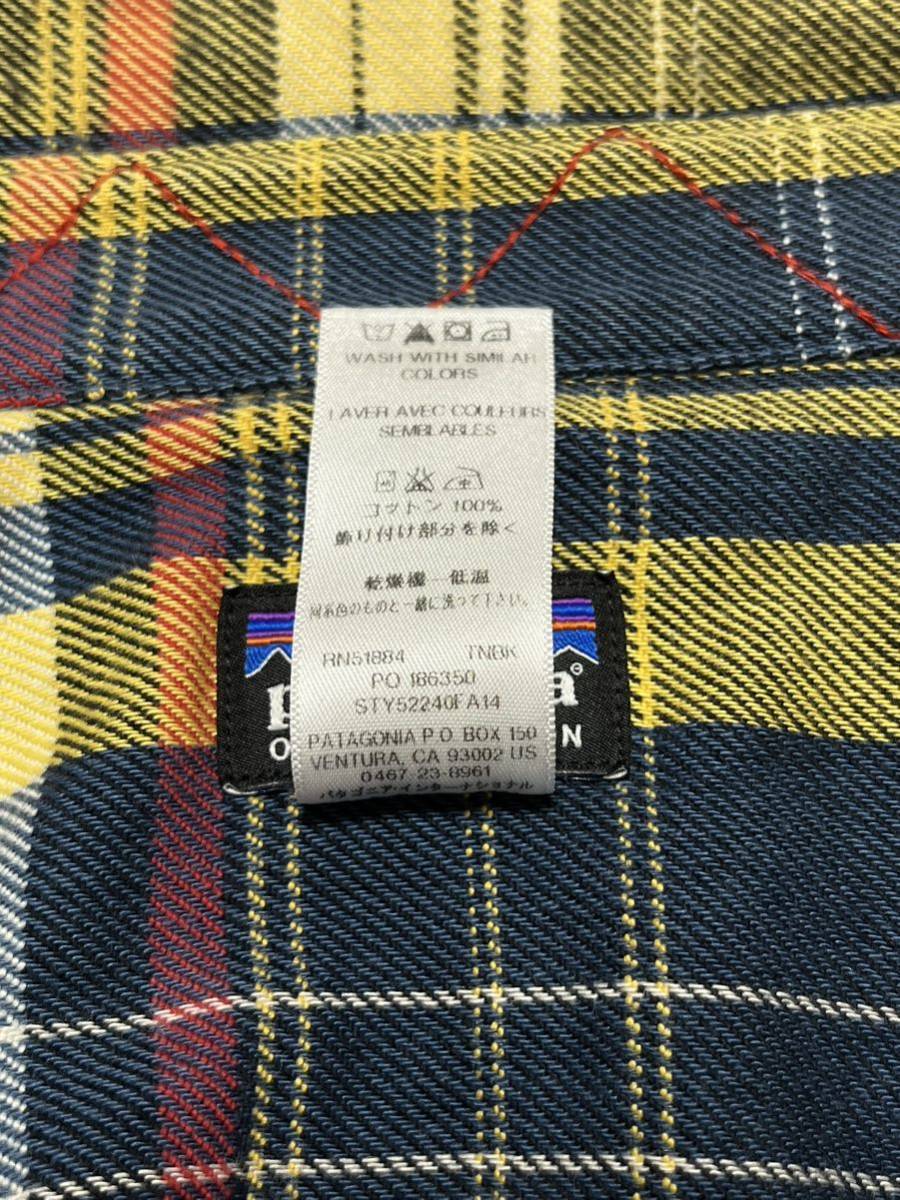 WASH WITH SIMILAR
COLORS
LAVER AVEC COULEURS
SEMBLABLES
コットン 100%
飾り付け部分を除く
乾燥機—低温
同系色のものと一緒に洗って下さい。
RN51884 TNBK
PO 186350
STY52240FA14
PATAGONIA P.O. BOX 150
VENTURA, CA 93002 US
0467-23-8961
パタゴニア・インターナショナル
p a
O N